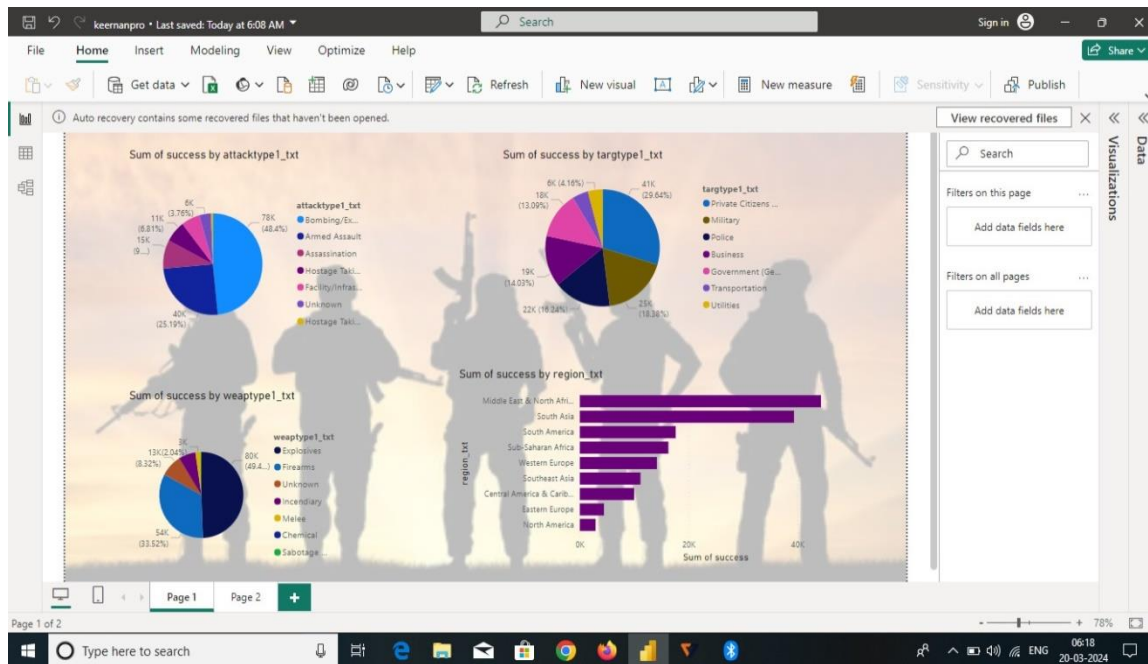 keernanpro • Last saved: Today at 6:08 AM
Search
Sign in
File Home Insert Modeling View Optimize Help
Share
Get data
Refresh
New visual
New measure
Sensitivity
Publish
Auto recovery contains some recovered files that haven't been opened.
View recovered files
Visualizations
Data
Search
Filters on this page
...
Add data fields here
Filters on all pages
...
Add data fields here
Sum of success by attacktype1_txt
6K
(3.76%)
11K
(6.81%)
15K
(9...)
40K
(25.19%)
78K
(48.4%)
attacktype1_txt
Bombing/Ex...
Armed Assault
Assassination
Hostage Taki...
Facility/Infras...
Unknown
Hostage Taki...
Sum of success by targtype1_txt
6K (4.16%)
18K
(13.09%)
19K
(14.03%)
22K (16.24%)
25K
(18.38%)
41K
(29.64%)
targtype1_txt
Private Citizens ...
Military
Police
Business
Government (Ge...
Transportation
Utilities
Sum of success by weaptype1_txt
3K
(2.04%)
13K
(8.32%)
54K
(33.52%)
80K
(49.4...)
weaptype1_txt
Explosives
Firearms
Unknown
Incendiary
Melee
Chemical
Sabotage ...
Sum of success by region_txt
region_txt
Middle East & North Afri...
South Asia
South America
Sub-Saharan Africa
Western Europe
Southeast Asia
Central America & Carib...
Eastern Europe
North America
0K 20K 40K
Sum of success
Page 1 Page 2 +
Page 1 of 2
- + 78%
Type here to search
ENG
06:18
20-03-2024